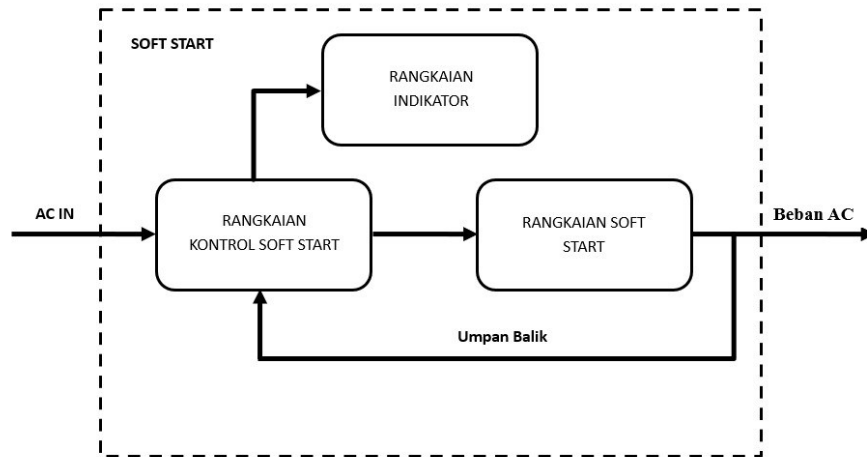 SOFT START
RANGKAIAN
INDIKATOR
AC IN
RANGKAIAN
KONTROL SOFT START
RANGKAIAN SOFT
START
Beban AC
Umpan Balik